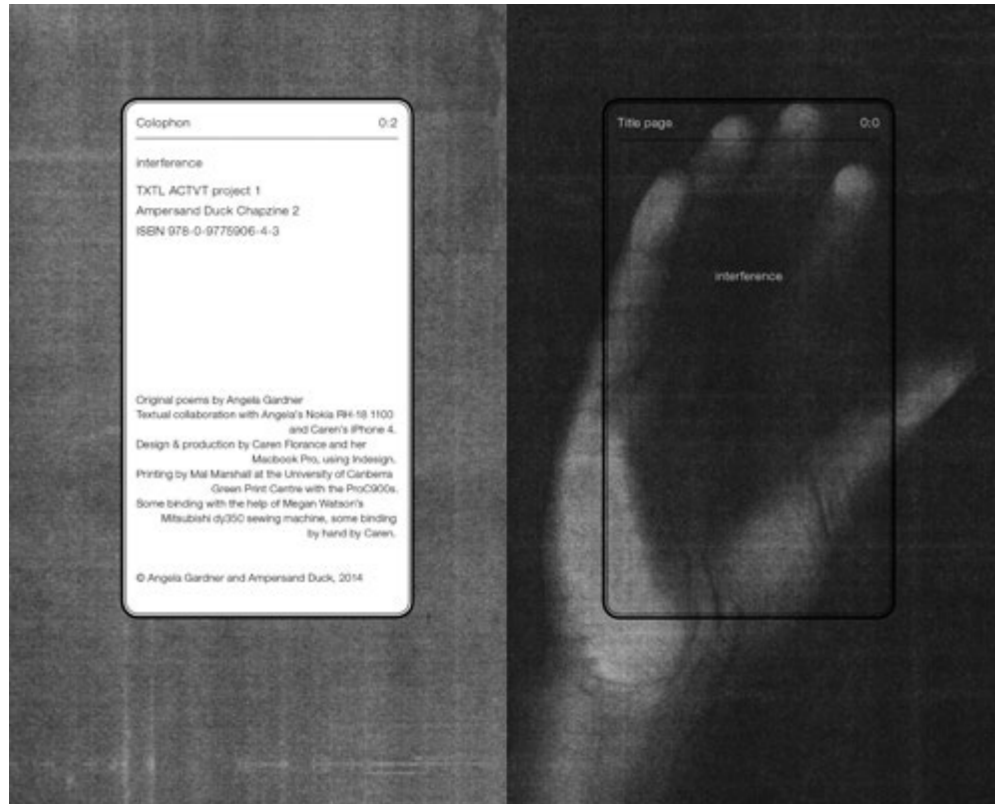 Colophon 0:2
interference
TXTL ACTVT project 1
Ampersand Duck Chapzine 2
ISBN 978-0-9775906-4-3
Original poems by Angela Gardner
Textual collaboration with Angela's Nokia RH-18 1100
and Caren's iPhone 4.
Design & production by Caren Florance and her
Macbook Pro, using Indesign.
Printing by Mal Marshall at the University of Canberra
Green Print Centre with the ProC900s.
Some binding with the help of Megan Watson's
Mitsubishi dy350 sewing machine, some binding
by hand by Caren.
© Angela Gardner and Ampersand Duck, 2014
Title page 0:0
interference